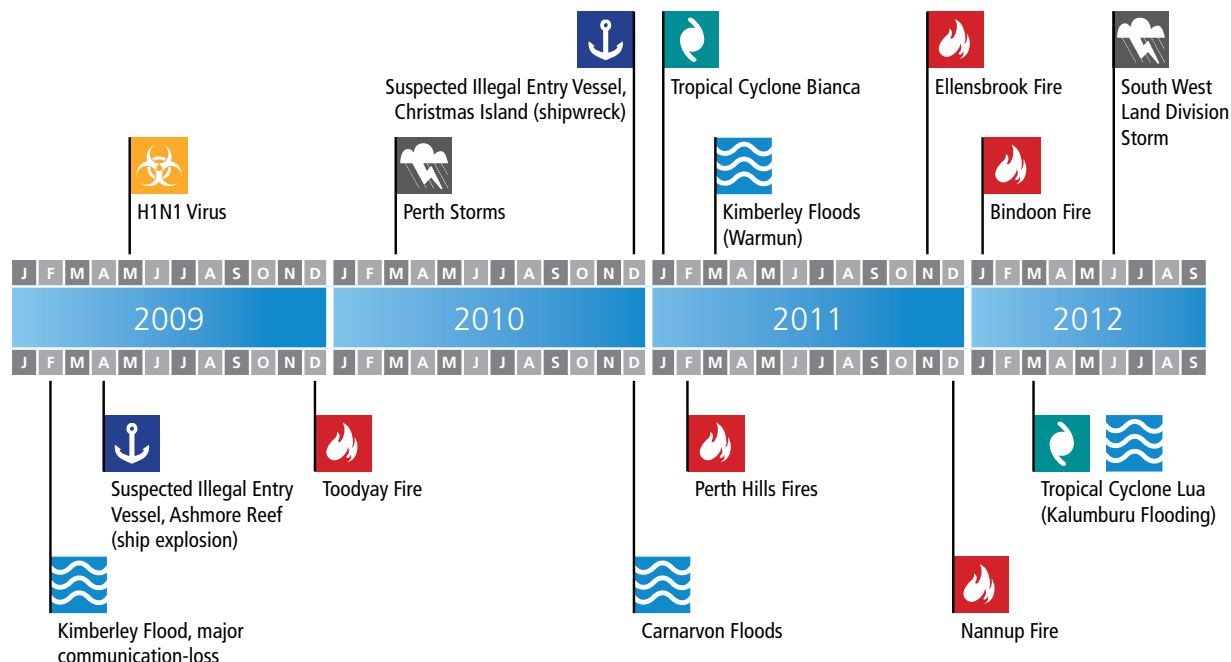 Suspected Illegal Entry Vessel,
Christmas Island (shipwreck)
Tropical Cyclone Bianca
Ellensbrook Fire
South West
Land Division
Storm
H1N1 Virus
Perth Storms
Kimberley Floods
(Warmun)
Bindoon Fire
J F M A M J J A S O N D J F M A M J J A S O N D J F M A M J J A S O N D J F M A M J J A S
2009 2010 2011 2012
J F M A M J J A S O N D J F M A M J J A S O N D J F M A M J J A S O N D J F M A M J J A S
Suspected Illegal Entry
Vessel, Ashmore Reef
(ship explosion)
Toodyay Fire
Perth Hills Fires
Tropical Cyclone Lua
(Kalumburu Flooding)
Kimberley Flood, major
communication-loss
Carnarvon Floods
Nannup Fire